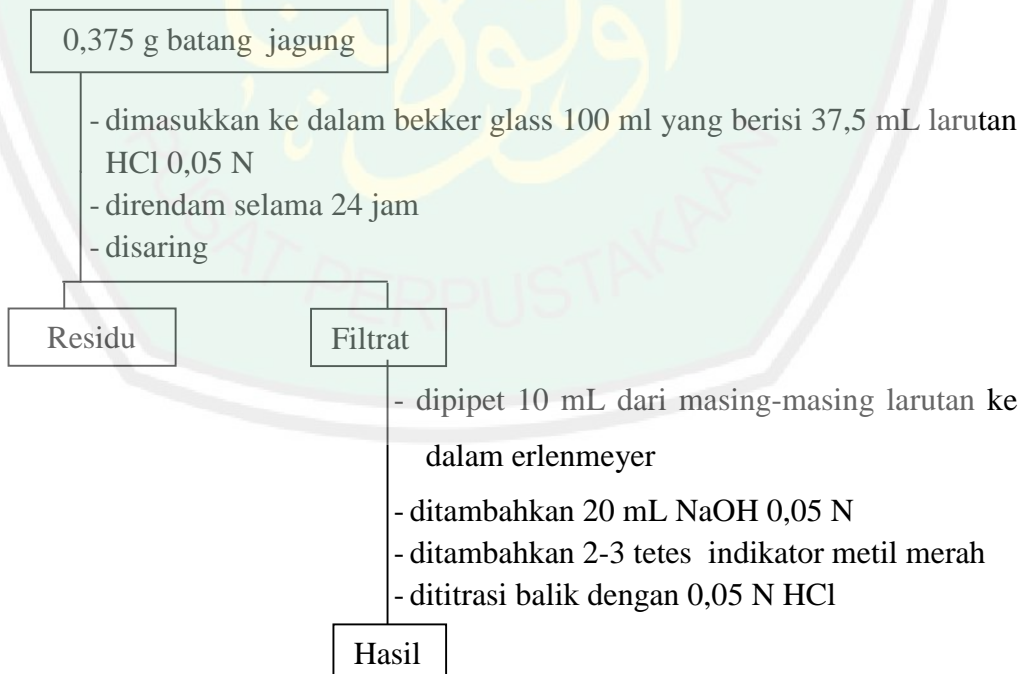 0,375 g batang jagung
- dimasukkan ke dalam bekker glass 100 ml yang berisi 37,5 mL larutan
HCl 0,05 N
- direndam selama 24 jam
- disaring
Residu
Filtrat
- dipipet 10 mL dari masing-masing larutan ke
dalam erlenmeyer
- ditambahkan 20 mL NaOH 0,05 N
- ditambahkan 2-3 tetes indikator metil merah
- dititrasi balik dengan 0,05 N HCl
Hasil
PUSAT PERPUSTAKAAN